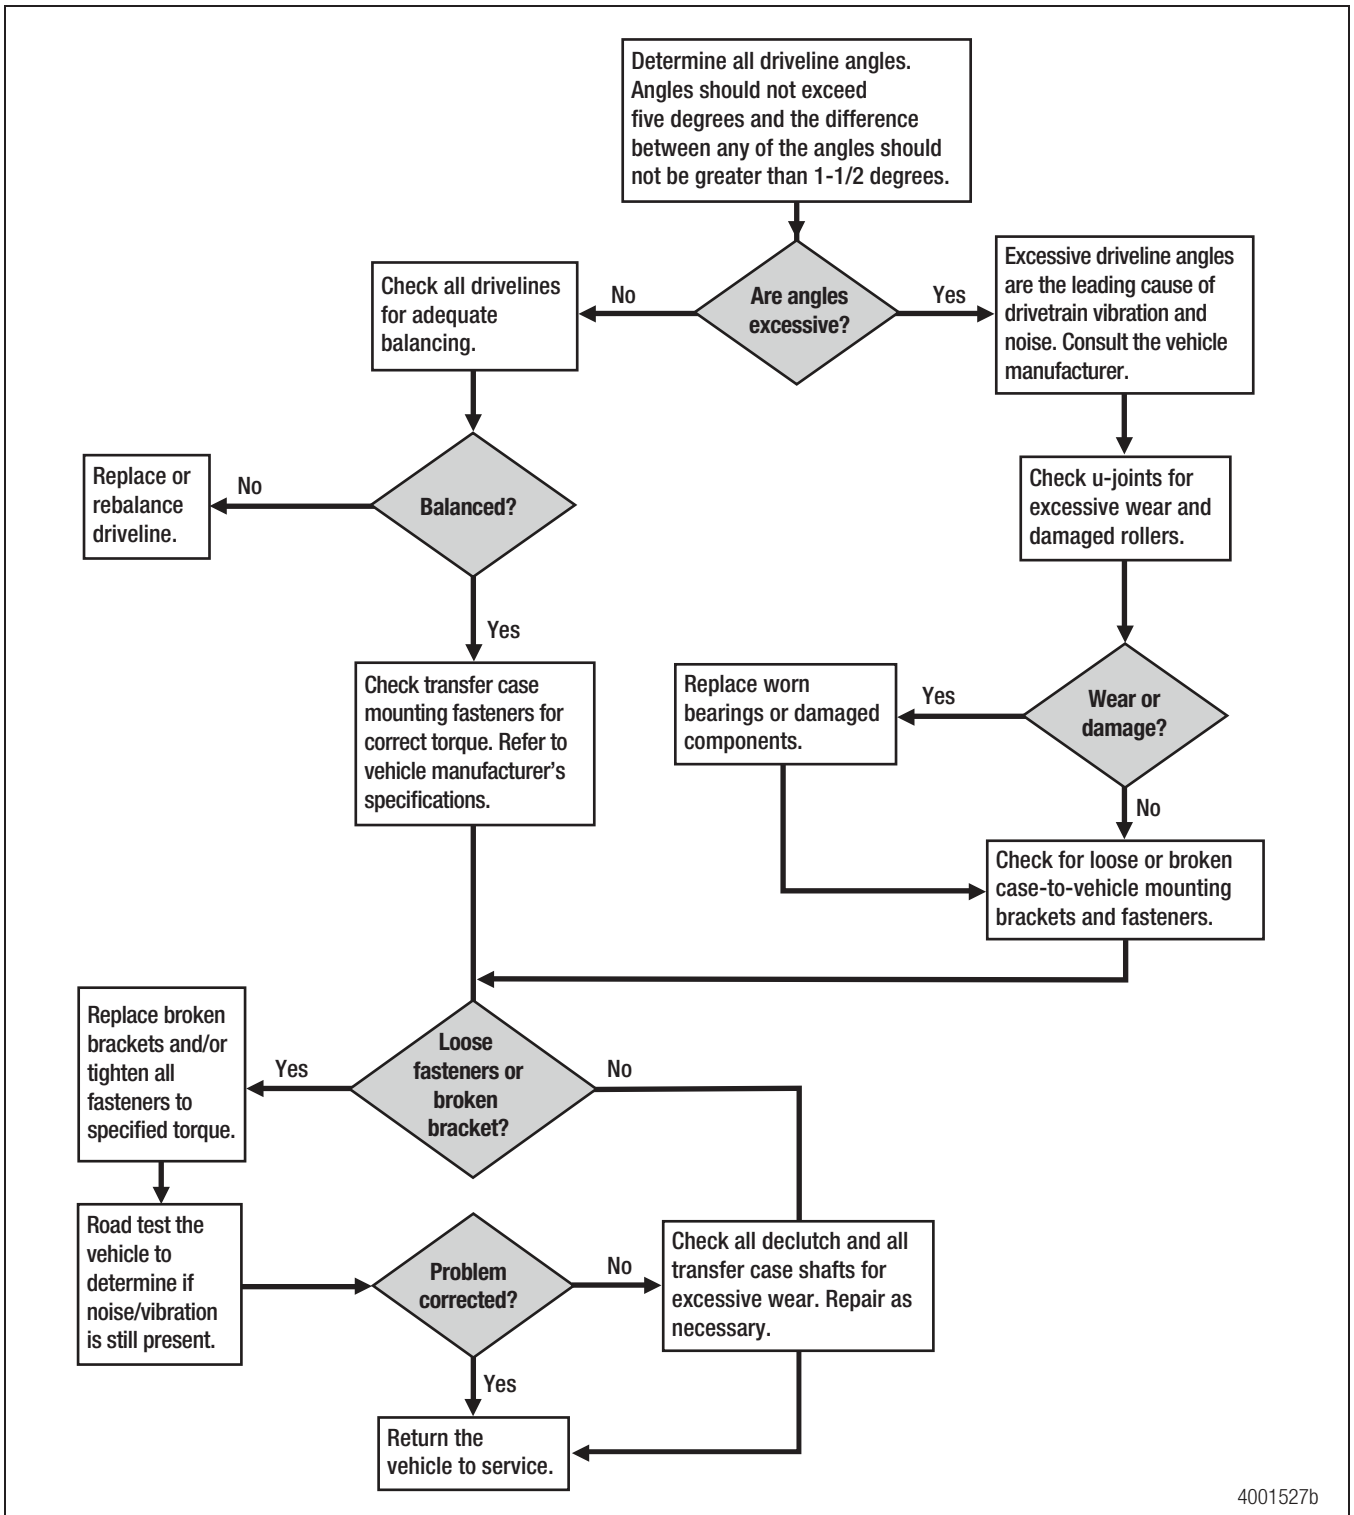 Determine all driveline angles.
Angles should not exceed
five degrees and the difference
between any of the angles should
not be greater than 1-1/2 degrees.
Are angles
excessive?
No
Yes
Check all drivelines
for adequate
balancing.
Excessive driveline angles
are the leading cause of
drivetrain vibration and
noise. Consult the vehicle
manufacturer.
Balanced?
No
Replace or
rebalance
driveline.
Yes
Check u-joints for
excessive wear and
damaged rollers.
Check transfer case
mounting fasteners for
correct torque. Refer to
vehicle manufacturer’s
specifications.
Wear or
damage?
Yes
Replace worn
bearings or damaged
components.
No
Check for loose or broken
case-to-vehicle mounting
brackets and fasteners.
Loose
fasteners or
broken
bracket?
Yes
No
Replace broken
brackets and/or
tighten all
fasteners to
specified torque.
Road test the
vehicle to
determine if
noise/vibration
is still present.
Problem
corrected?
No
Check all declutch and all
transfer case shafts for
excessive wear. Repair as
necessary.
Yes
Return the
vehicle to service.
4001527b